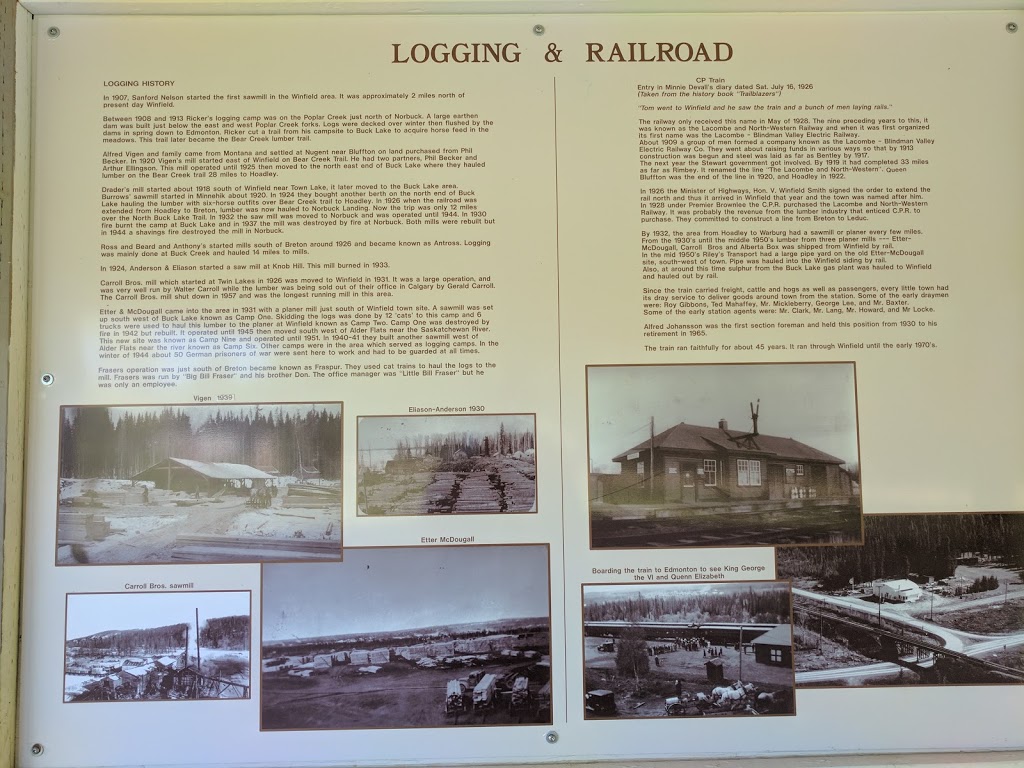 LOGGING & RAILROAD
LOGGING HISTORY
In 1907, Sanford Nelson started the first sawmill in the Winfield area. It was approximately 2 miles north of
present day Winfield.
Between 1908 and 1913 Ricker's logging camp was on the Poplar Creek just north of Norbuck. A large earthen
dam was built just below the east and west Poplar Creek forks. Logs were decked over winter then flushed by the
dams in spring down to Edmonton. Ricker cut a trail from his campsite to Buck Lake to acquire horse feed in the
meadows. This trail later became the Bear Creek lumber trail.
Alfred Vigen and family came from Montana and settled at Nugent near Bluffton on land purchased from Phil
Becker. In 1920 Vigen's mill started east of Winfield on Bear Creek Trail. He had two partners, Phil Becker and
Arthur Ellingson. This mill operated until 1925 then moved to the north east end of Buck Lake where they hauled
lumber on the Bear Creek trail 28 miles to Hoadley.
Drader's mill started about 1918 south of Winfield near Town Lake, it later moved to the Buck Lake area.
Burrows' sawmill started in Minnehik about 1920. In 1924 they bought another berth on the north end of Buck
Lake hauling the lumber with six-horse outfits over Bear Creek trail to Hoadley. In 1926 when the railroad was
extended from Hoadley to Breton, lumber was now hauled to Norbuck Landing. Now the trip was only 12 miles
over the North Buck Lake Trail. In 1932 the saw mill was moved to Norbuck and was operated until 1944. In 1930
fire burnt the camp at Buck Lake and in 1937 the mill was destroyed by fire at Norbuck. Both mills were rebuilt but
in 1944 a shavings fire destroyed the mill in Norbuck.
Ross and Beard and Anthony's started mills south of Breton around 1926 and became known as Antross. Logging
was mainly done at Buck Creek and hauled 14 miles to mills.
In 1924, Anderson & Eliason started a saw mill at Knob Hill. This mill burned in 1933.
Carroll Bros. mill which started at Twin Lakes in 1926 was moved to Winfield in 1931. It was a large operation, and
was very well run by Walter Carroll while the lumber was being sold out of their office in Calgary by Gerald Carroll.
The Carroll Bros. mill shut down in 1957 and was the longest running mill in this area.
Etter & McDougall came into the area in 1931 with a planer mill just south of Winfield town site. A sawmill was set
up south west of Buck Lake known as Camp One. Skidding the logs was done by 12 'cats' to this camp and 6
trucks were used to haul this lumber to the planer at Winfield known as Camp Two. Camp One was destroyed by
fire in 1942 but rebuilt. It operated until 1945 then moved south west of Alder Flats near the Saskatchewan River.
This new site was known as Camp Nine and operated until 1951. In 1940-41 they built another sawmill west of
Alder Flats near the river known as Camp Six. Other camps were in the area which served as logging camps. In the
winter of 1944 about 50 German prisoners of war were sent here to work and had to be guarded at all times.
Frasers operation was just south of Breton became known as Fraspur. They used cat trains to haul the logs to the
mill. Frasers was run by "Big Bill Fraser" and his brother Don. The office manager was "Little Bill Fraser" but he
was only an employee.
Vigen 1939
Eliason-Anderson 1930
Etter McDougall
Carroll Bros. sawmill
CP Train
Entry in Minnie Devall's diary dated Sat. July 16, 1926
(Taken from the history book "Trailblazers")
"Tom went to Winfield and he saw the train and a bunch of men laying rails."
The railway only received this name in May of 1928. The nine preceding years to this, it
was known as the Lacombe and North-Western Railway and when it was first organized
its first name was the Lacombe - Blindman Valley Electric Railway.
About 1909 a group of men formed a company known as the Lacombe - Blindman Valley
Electric Railway Co. They went about raising funds in various ways so that by 1913
construction was begun and steel was laid as far as Bentley by 1917.
The next year the Stewart government got involved. By 1919 it had completed 33 miles
as far as Rimbey. It renamed the line "The Lacombe and North-Western". Queen
Bluffton was the end of the line in 1920, and Hoadley in 1922.
In 1926 the Minister of Highways, Hon. V. Winfield Smith signed the order to extend the
rail north and thus it arrived in Winfield that year and the town was named after him.
In 1928 under Premier Brownlee the C.P.R. purchased the Lacombe and North-Western
Railway. It was probably the revenue from the lumber industry that enticed C.P.R. to
purchase. They committed to construct a line from Breton to Leduc.
By 1932, the area from Hoadley to Warburg had a sawmill or planer every few miles.
From the 1930's until the middle 1950's lumber from three planer mills --- Etter-
McDougall, Carroll Bros and Alberta Box was shipped from Winfield by rail.
In the mid 1950's Riley's Transport had a large pipe yard on the old Etter-McDougall
site, south-west of town. Pipe was hauled into the Winfield siding by rail.
Also, at around this time sulphur from the Buck Lake gas plant was hauled to Winfield
and hauled out by rail.
Since the train carried freight, cattle and hogs as well as passengers, every little town had
its dray service to deliver goods around town from the station. Some of the early draymen
were: Roy Gibbons, Ted Mahaffey, Mr. Mickleberry, George Lee, and Mr. Baxter.
Some of the early station agents were: Mr. Clark, Mr. Lang, Mr. Howard, and Mr Locke.
Alfred Johansson was the first section foreman and held this position from 1930 to his
retirement in 1965.
The train ran faithfully for about 45 years. It ran through Winfield until the early 1970's.
Boarding the train to Edmonton to see King George
the VI and Quenn Elizabeth